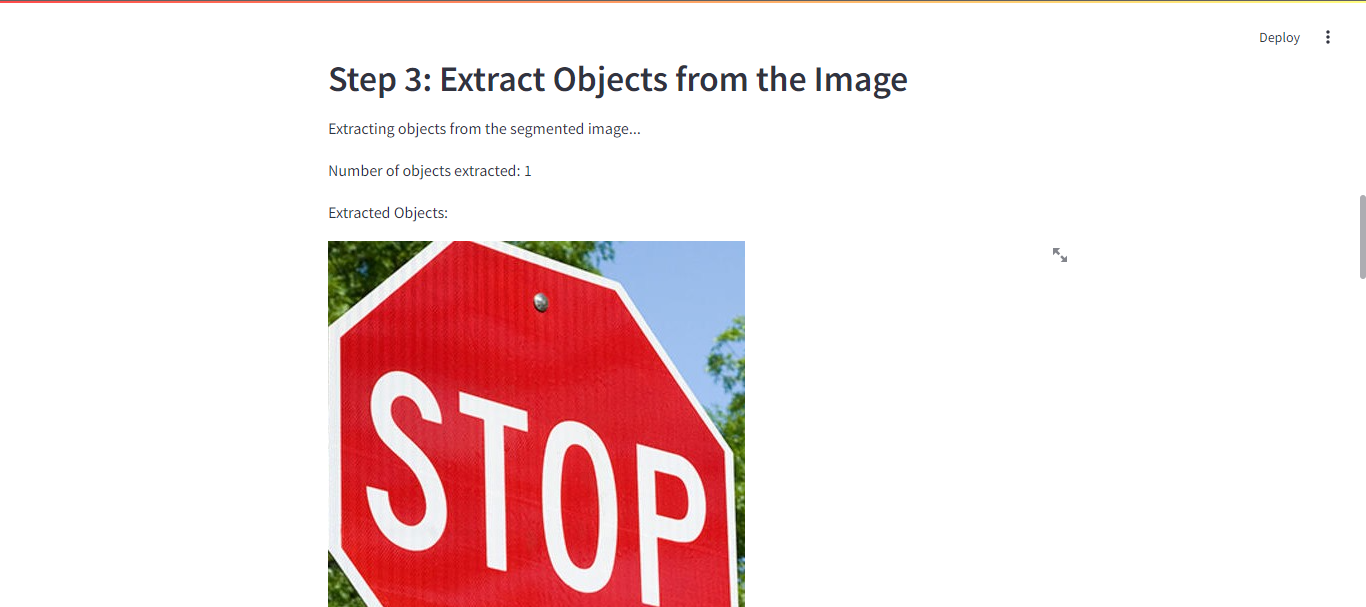 Deploy
Step 3: Extract Objects from the Image
Extracting objects from the segmented image...
Number of objects extracted: 1
Extracted Objects:
STOP